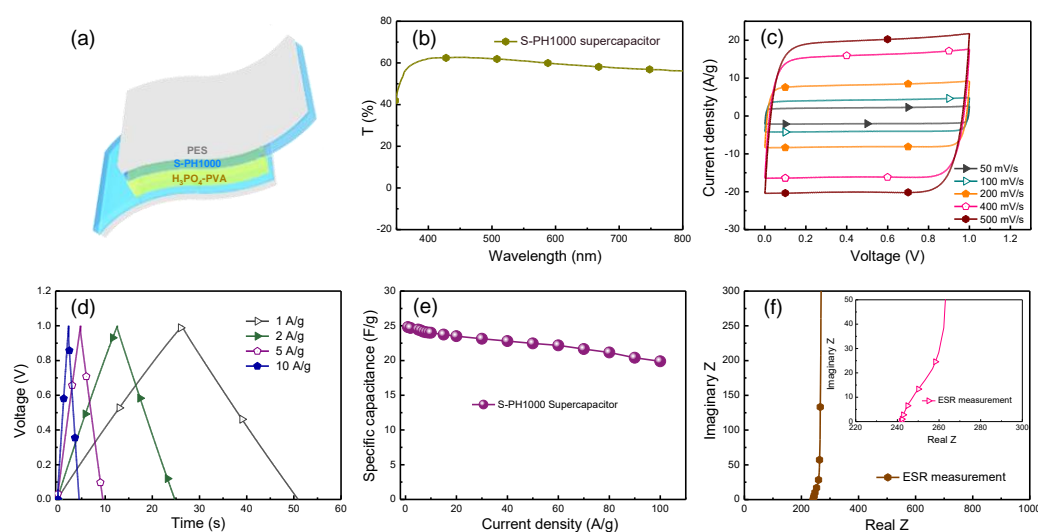 (a)
PES
S-PH1000
H₃PO₄-PVA
(b)
S-PH1000 supercapacitor
T (%)
100
80
60
40
20
0
-20
400
500
600
700
800
Wavelength (nm)
(c)
Current density (A/g)
20
10
0
-10
-20
-30
50 mV/s
100 mV/s
200 mV/s
400 mV/s
500 mV/s
0.0
0.2
0.4
0.6
0.8
1.0
1.2
Voltage (V)
(d)
Voltage (V)
1.2
1.0
0.8
0.6
0.4
0.2
0.0
1 A/g
2 A/g
5 A/g
10 A/g
0
10
20
30
40
50
60
Time (s)
(e)
Specific capacitance (F/g)
30
25
20
15
10
5
0
S-PH1000 Supercapacitor
0
20
40
60
80
100
Current density (A/g)
(f)
Imaginary Z
300
250
200
150
100
50
0
ESR measurement
0
200
400
600
800
1000
Real Z
Imaginary Z
50
40
30
20
10
0
ESR measurement
220
240
260
280
300
Real Z